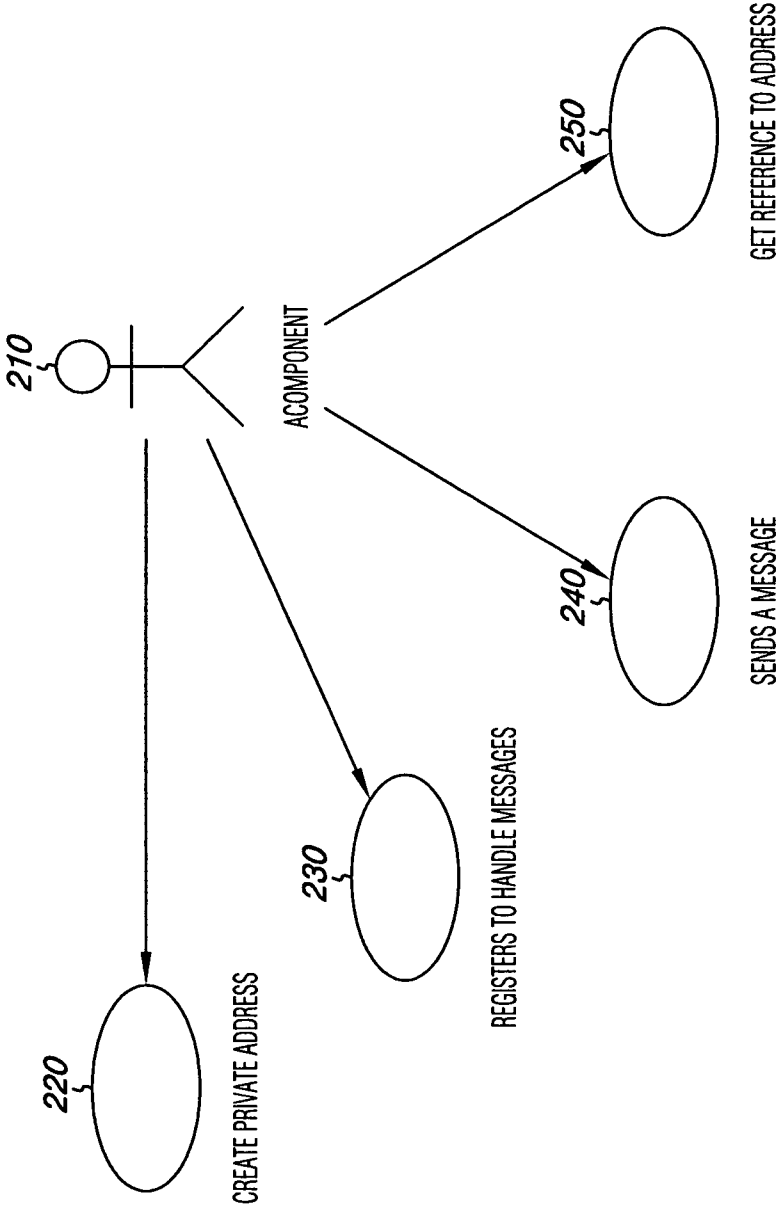 210
ACOMPONENT
220
CREATE PRIVATE ADDRESS
230
REGISTERS TO HANDLE MESSAGES
240
SENDS A MESSAGE
250
GET REFERENCE TO ADDRESS